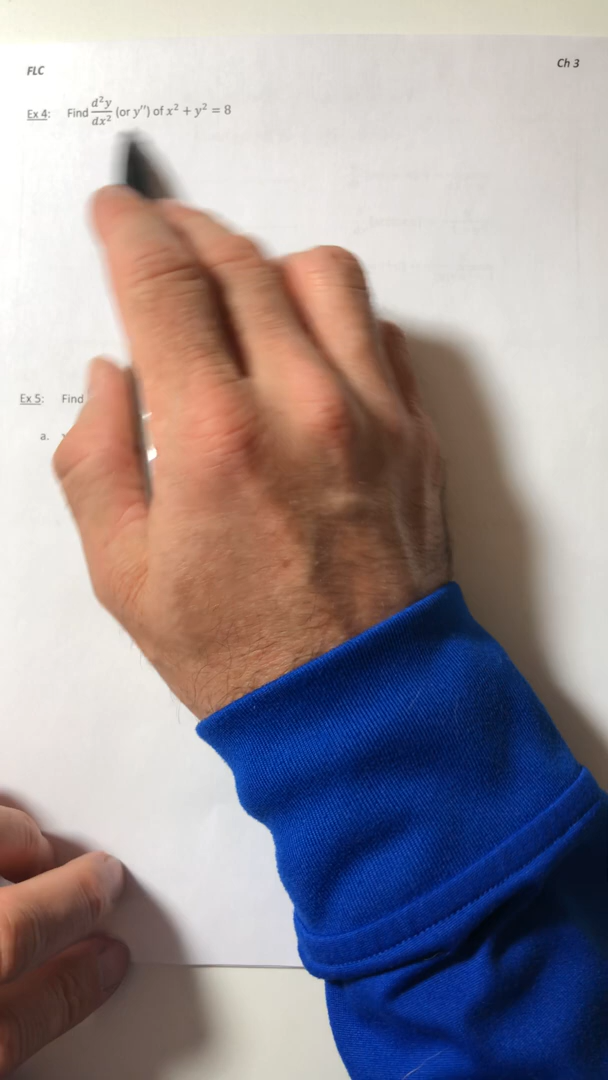 FLC
Ch 3
Ex 4: Find d²y/dx² (or y'') of x² + y² = 8
Ex 5: Find
a.